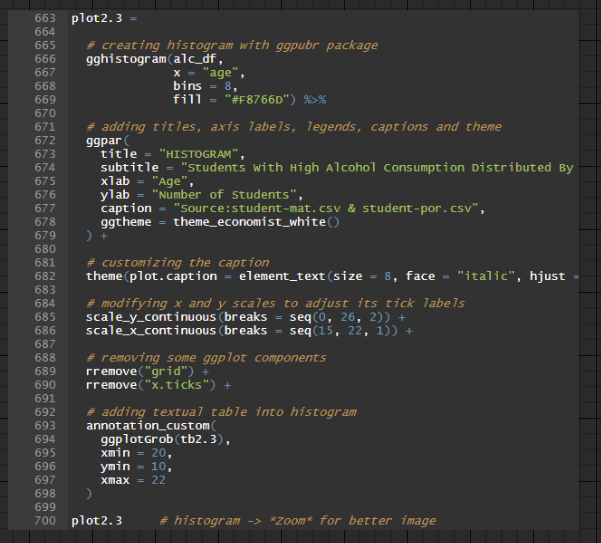 663 plot2.3 =
664
665 # creating histogram with ggpubr package
666 gghistogram(alc_df,
667 x = "age",
668 bins = 8,
669 fill = "#F8766D") %>%
670
671 # adding titles, axis labels, legends, captions and theme
672 ggpar(
673 title = "HISTOGRAM",
674 subtitle = "Students With High Alcohol Consumption Distributed By
675 xlab = "Age",
676 ylab = "Number of Students",
677 caption = "Source:student-mat.csv & student-por.csv",
678 ggtheme = theme_economist_white()
679 ) +
680
681 # customizing the caption
682 theme(plot.caption = element_text(size = 8, face = "italic", hjust =
683
684 # modifying x and y scales to adjust its tick labels
685 scale_y_continuous(breaks = seq(0, 26, 2)) +
686 scale_x_continuous(breaks = seq(15, 22, 1)) +
687
688 # removing some ggplot components
689 rremove("grid") +
690 rremove("x.ticks") +
691
692 # adding textual table into histogram
693 annotation_custom(
694 ggplotGrob(tb2.3),
695 xmin = 20,
696 ymin = 10,
697 xmax = 22
698 )
699
700 plot2.3 # histogram -> *Zoom* for better image